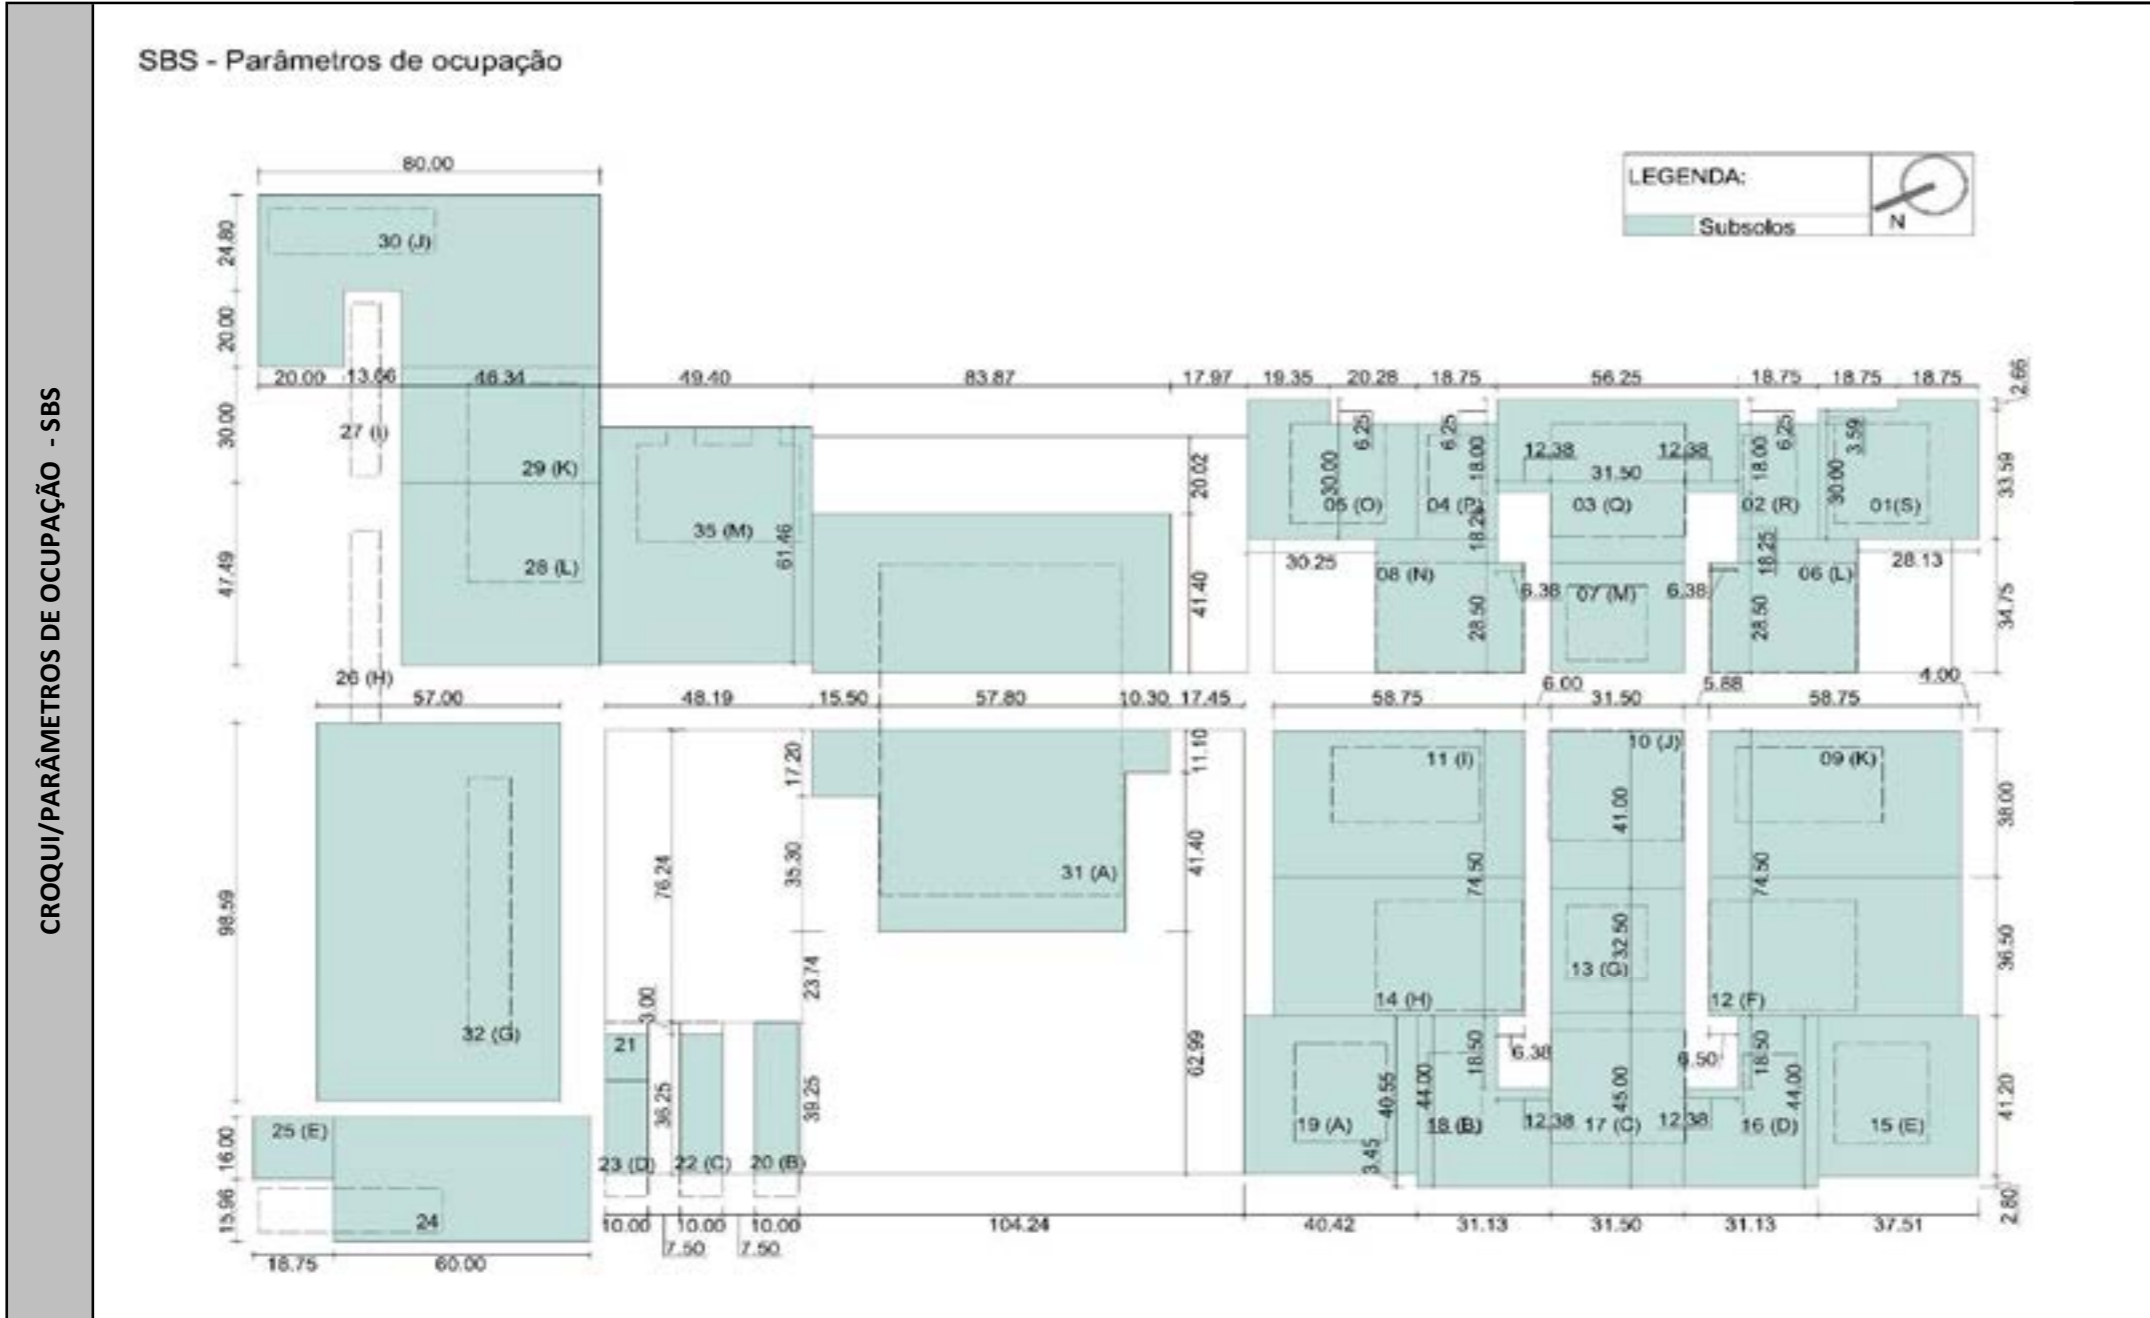 CROQUI/PARÂMETROS DE OCUPAÇÃO - SBS
SBS - Parâmetros de ocupação
LEGENDA:
Subsolos
N
80.00
24.80
30 (J)
20.00
20.00 13.06 46.34 49.40 83.87 17.97 19.35 20.28 18.75 56.25 18.75 18.75 18.75
2.66
27 (I)
30.00
29 (K)
28 (L)
47.49
35 (M)
61.46
20.02
41.40
30.00
6.25
05 (O)
6.25
18.00
04 (P)
18.25
12.38
31.50
12.38
03 (Q)
6.25
18.00
02 (R)
30.00
3.59
01(S)
33.59
30.25
08 (N)
28.50
6.38
07 (M)
6.38
18.25
28.50
06 (L)
28.13
34.75
26 (H)
57.00
48.19 15.50 57.80 10.30 17.45
58.75
6.00
31.50
5.88
58.75
4.00
98.59
32 (G)
76.24
17.20
35.30
23.74
3.00
31 (A)
11.10
41.40
62.99
11 (I)
10 (J)
09 (K)
41.00
38.00
74.50
74.50
14 (H)
32.50
13 (G)
12 (F)
36.50
21
36.25
39.25
23 (D) 22 (C) 20 (B)
25 (E)
16.00
15.96
24
18.75 60.00
10.00 10.00 10.00
7.50 7.50
104.24
19 (A)
40.55
3.45
44.00
18 (B)
18.50
6.38
12.38
45.00
17 (C)
12.38
6.50
18.50
16 (D)
44.00
15 (E)
41.20
2.80
40.42 31.13 31.50 31.13 37.51